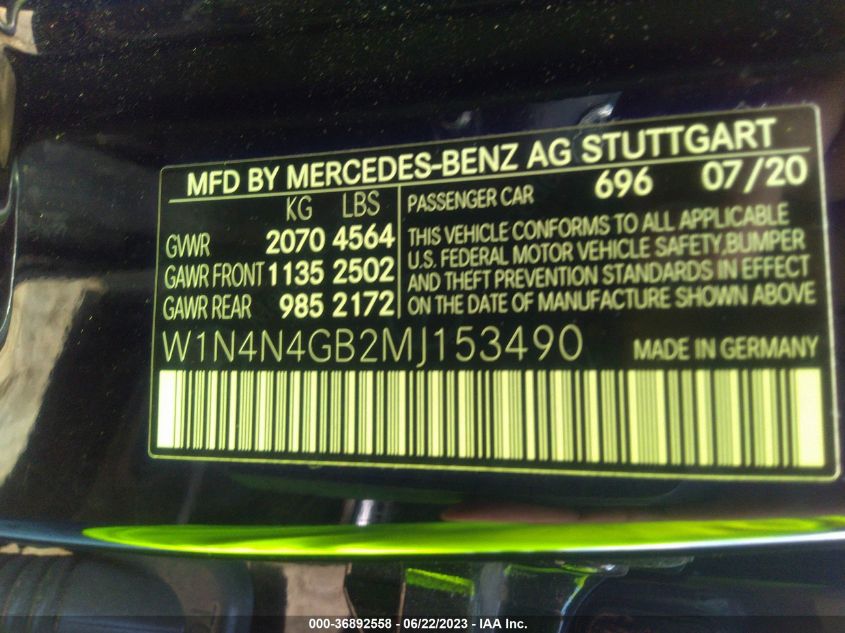 MFD BY MERCEDES-BENZ AG STUTTGART
KG LBS
GVWR 2070 4564
GAWR FRONT 1135 2502
GAWR REAR 985 2172
PASSENGER CAR 696 07/20
THIS VEHICLE CONFORMS TO ALL APPLICABLE
U.S. FEDERAL MOTOR VEHICLE SAFETY, BUMPER
AND THEFT PREVENTION STANDARDS IN EFFECT
ON THE DATE OF MANUFACTURE SHOWN ABOVE
W1N4N4GB2MJ153490 MADE IN GERMANY
000-36892558 - 06/22/2023 - IAA Inc.